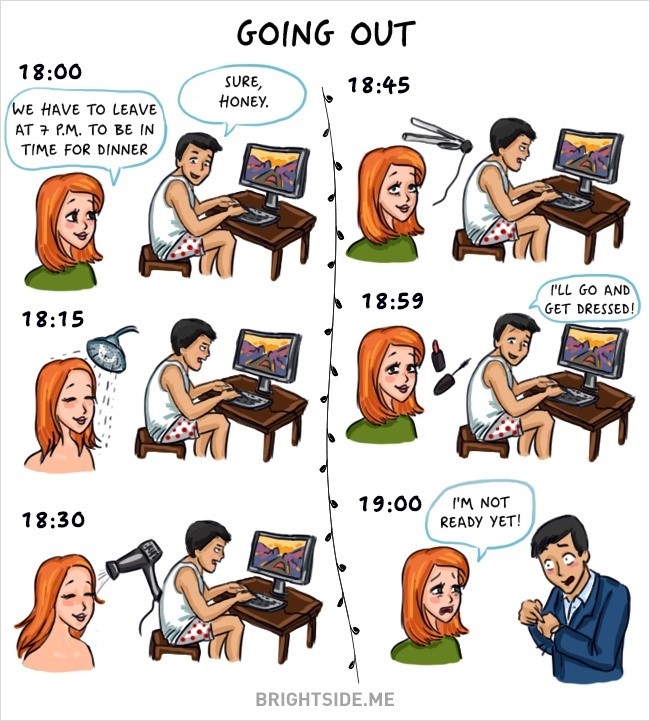 GOING OUT
18:00
WE HAVE TO LEAVE
AT 7 P.M. TO BE IN
TIME FOR DINNER
SURE,
HONEY.
18:15
18:30
18:45
18:59
I'LL GO AND
GET DRESSED!
19:00
I'M NOT
READY YET!
BRIGHTSIDE.ME